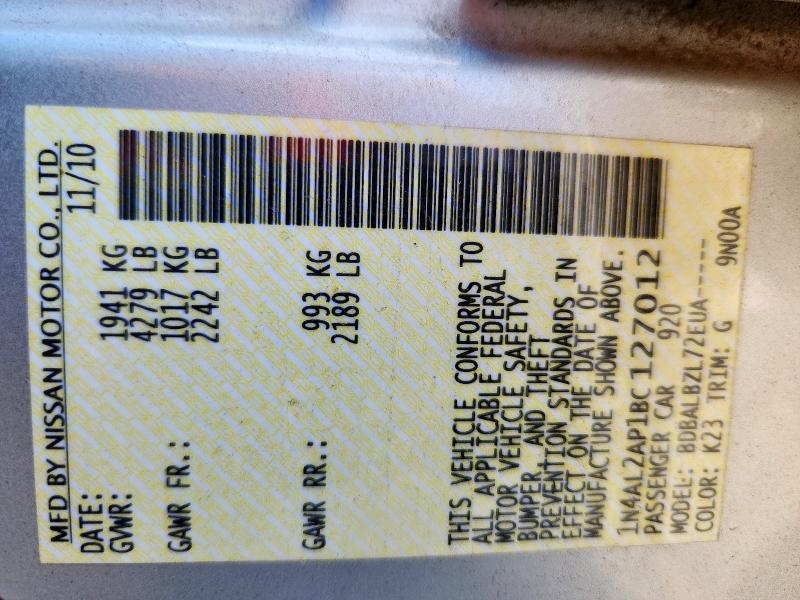 MFD BY NISSAN MOTOR CO., LTD.
DATE: 11/10
GVWR: 1941 KG
4279 LB
GAWR FR.: 1017 KG
2242 LB
GAWR RR.: 993 KG
2189 LB
THIS VEHICLE CONFORMS TO
ALL APPLICABLE FEDERAL
MOTOR VEHICLE SAFETY,
BUMPER, AND THEFT
PREVENTION STANDARDS IN
EFFECT ON THE DATE OF
MANUFACTURE SHOWN ABOVE.
1N4AL2AP1BC127012
PASSENGER CAR 920
MODEL: BDBALBZL72EUA-----
COLOR: K23 TRIM: G 9N00A